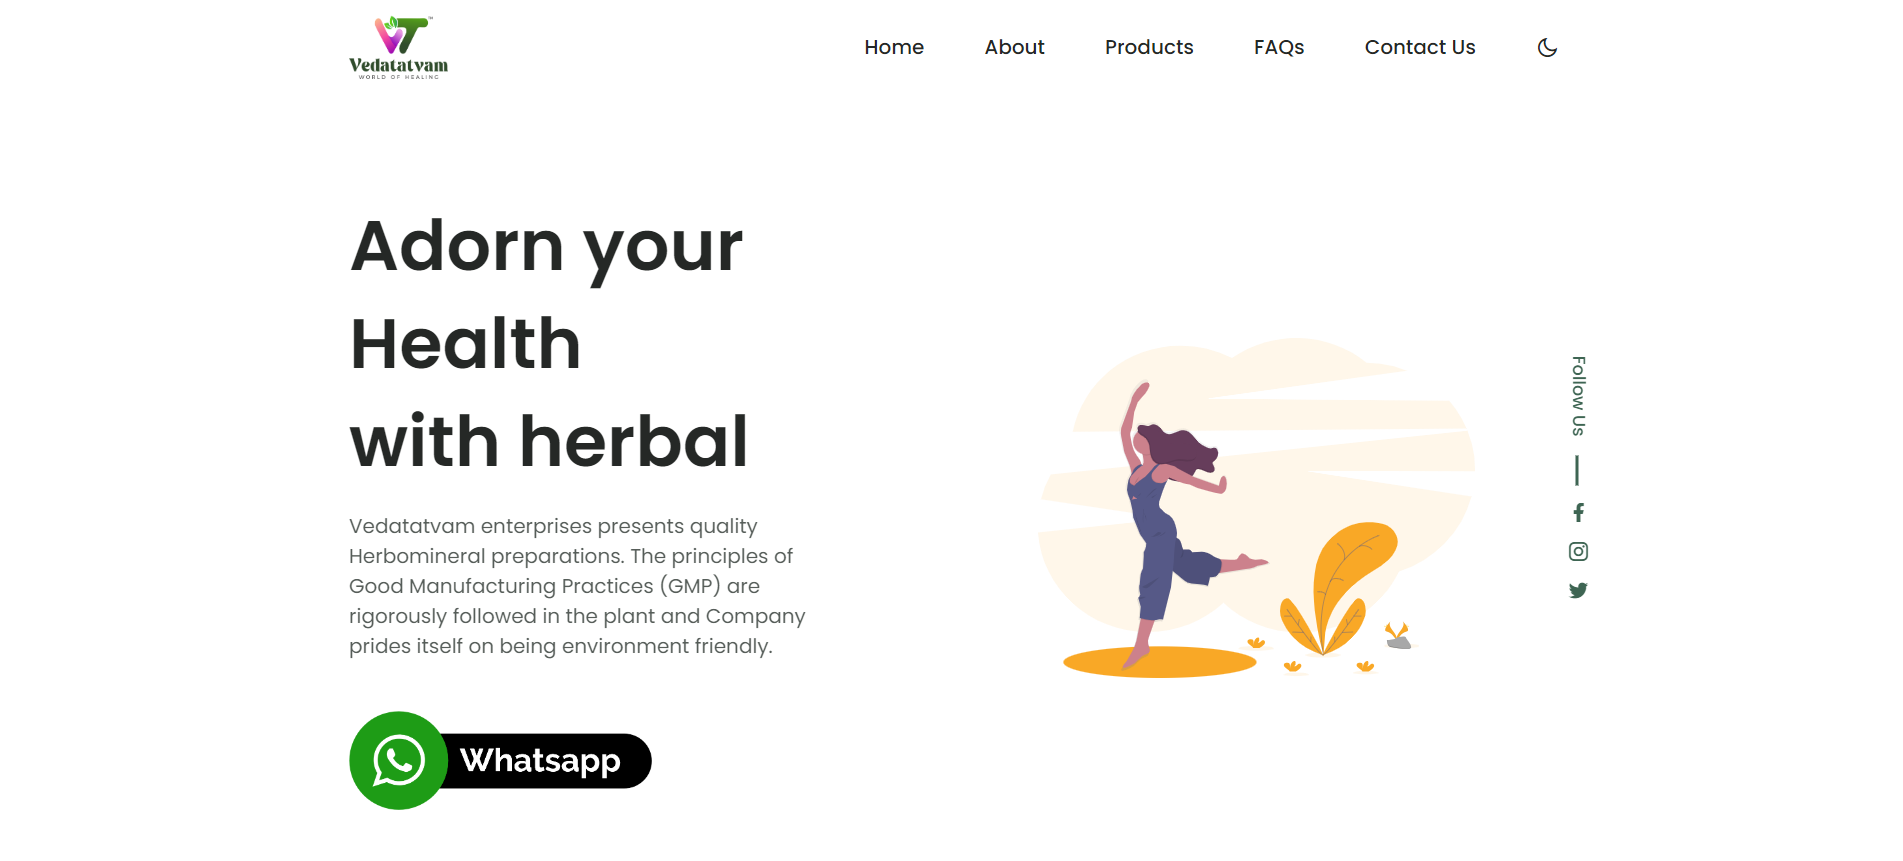 VT™
Vedatatvam
WORLD OF HEALING
Home About Products FAQs Contact Us
Adorn your
Health
with herbal
Vedatatvam enterprises presents quality
Herbomineral preparations. The principles of
Good Manufacturing Practices (GMP) are
rigorously followed in the plant and Company
prides itself on being environment friendly.
Whatsapp
Follow Us